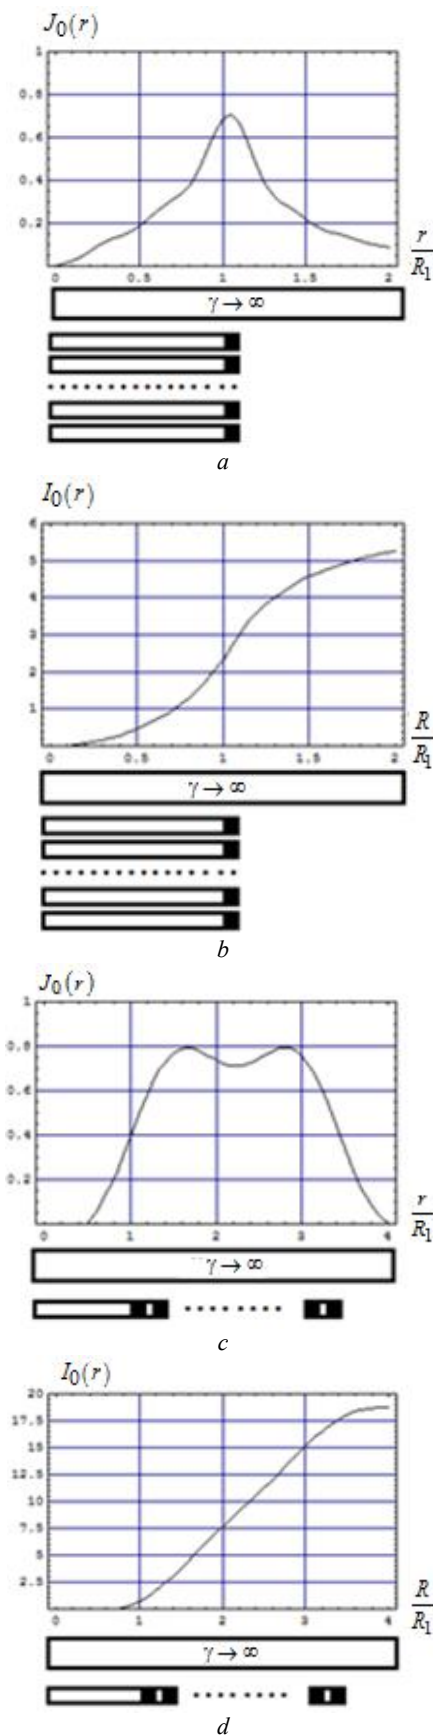 J₀(r)
1
0.8
0.6
0.4
0.2
0 0.5 1 1.5 2
r/R₁
γ → ∞
a
I₀(r)
6
5
4
3
2
1
0 0.5 1 1.5 2
R/R₁
γ → ∞
b
J₀(r)
1
0.8
0.6
0.4
0.2
0 1 2 3 4
r/R₁
γ → ∞
c
I₀(r)
20
17.5
15
12.5
10
7.5
5
2.5
0 1 2 3 4
R/R₁
γ → ∞
d